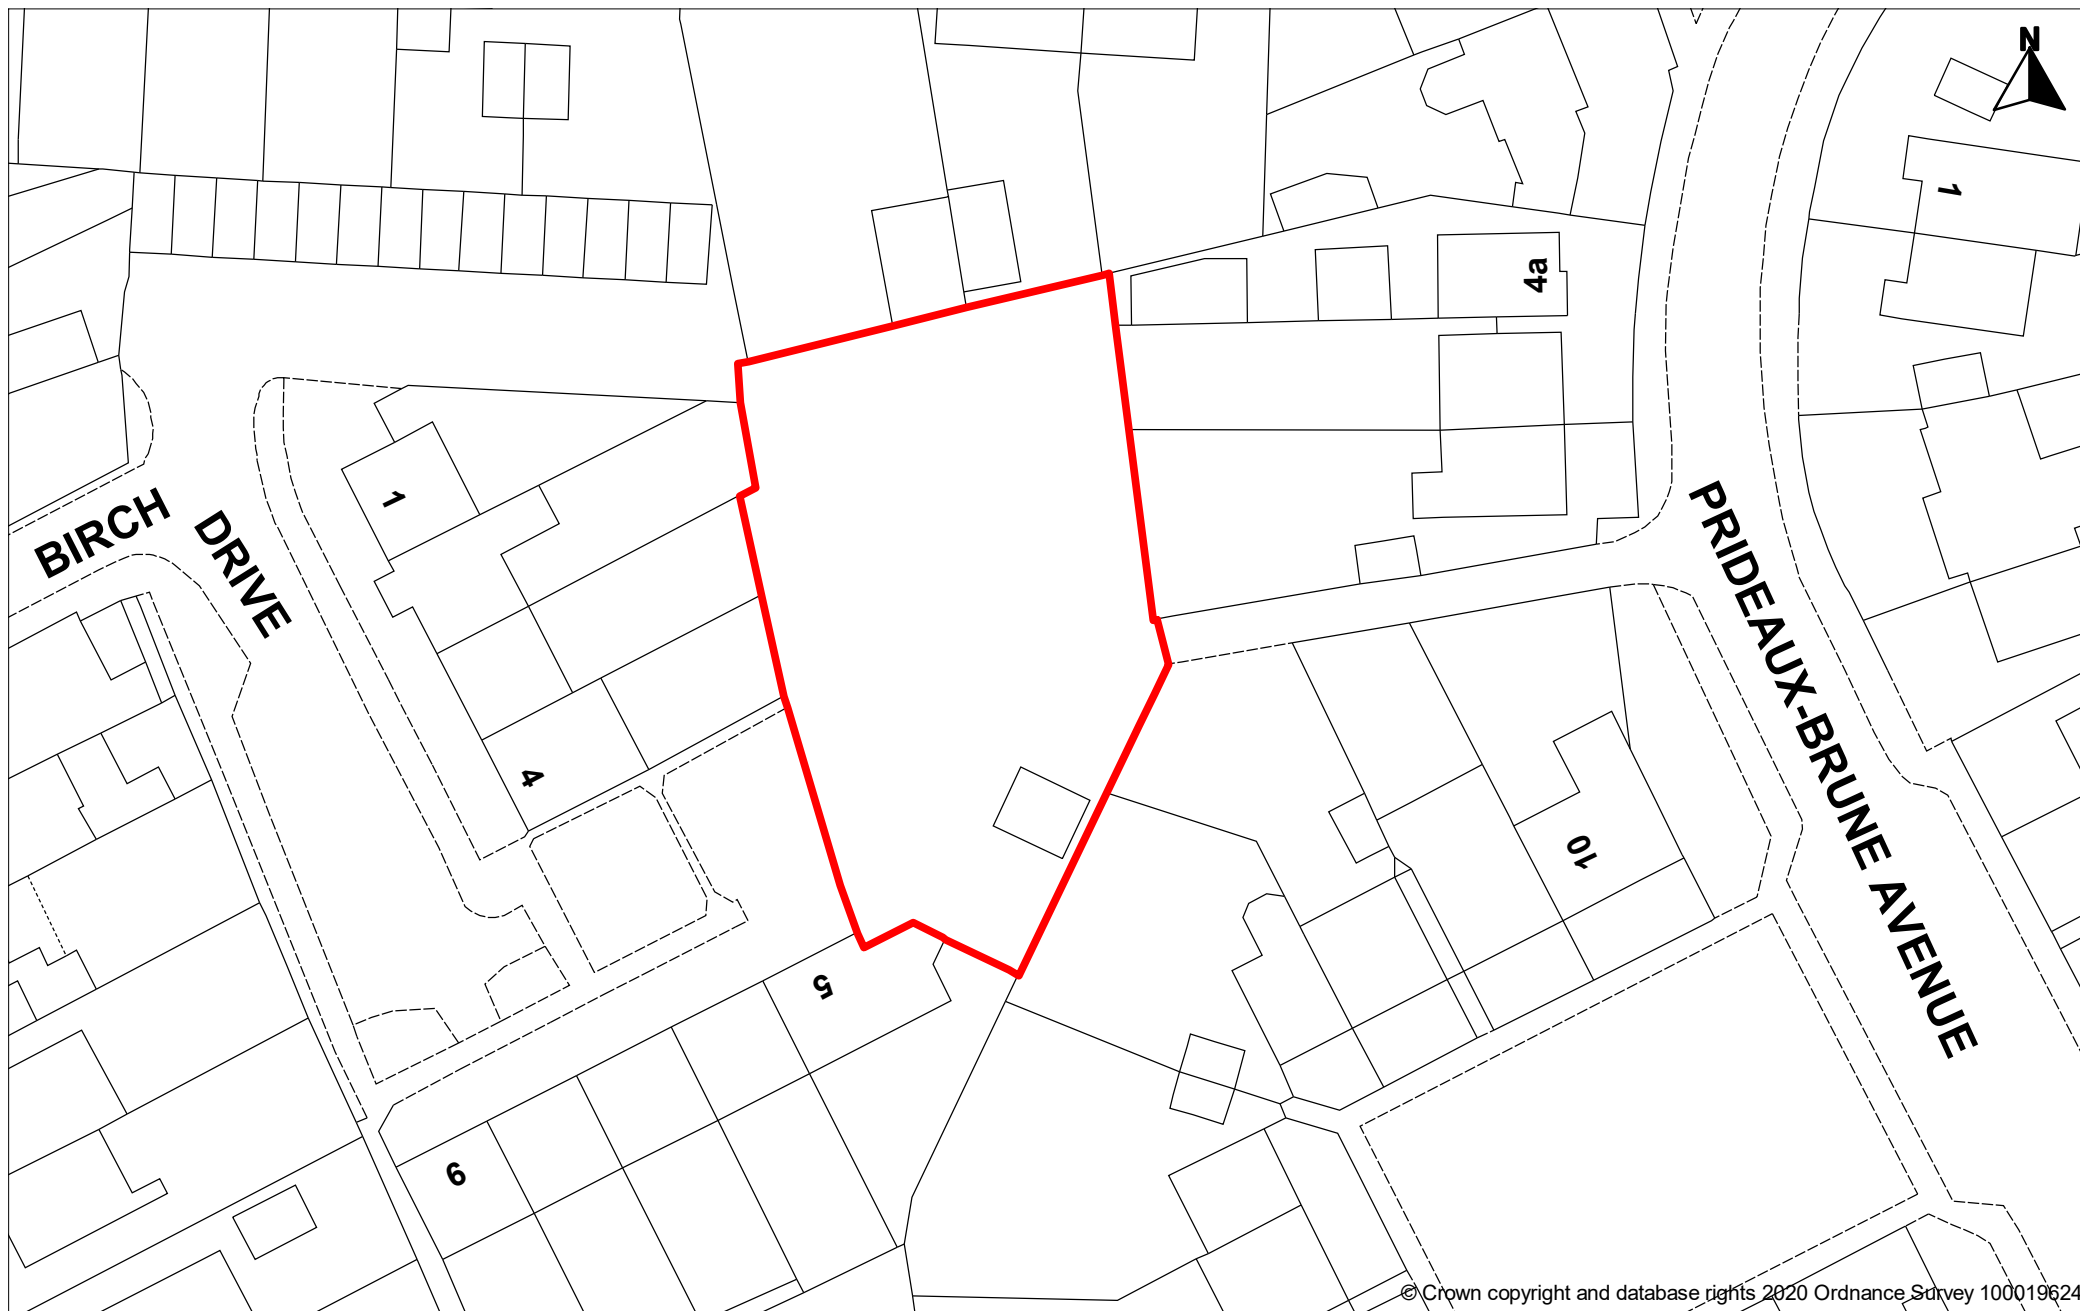 N
1
4a
BIRCH
DRIVE
1
PRIDEAUX-BRUNE AVENUE
4
10
5
6
© Crown copyright and database rights 2020 Ordnance Survey 100019624